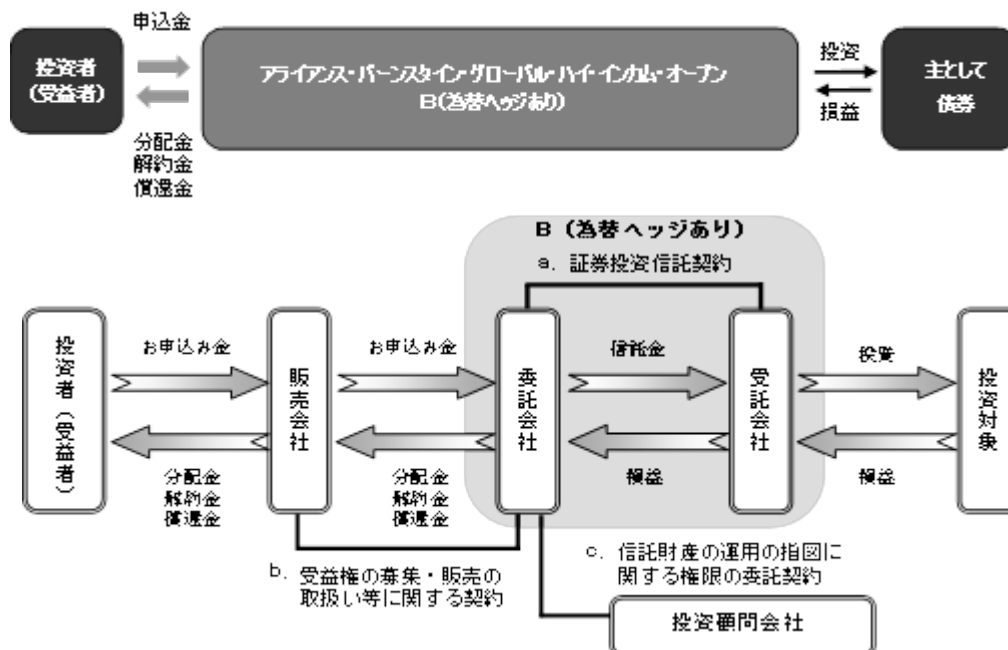 申込金
投資者
(受益者)
アライアンス・バーンスタイン・グローバル・ハイ・インカム・オープン
B(為替ヘッジあり)
投資
損益
主として
債券
分配金
解約金
償還金
B（為替ヘッジあり）
a. 証券投資信託契約
投資者（受益者）
お申込み金
販売会社
お申込み金
委託会社
信託金
受託会社
投資
投資対象
分配金
解約金
償還金
分配金
解約金
償還金
損益
損益
b. 受益権の募集・販売の
取扱い等に関する契約
c. 信託財産の運用の指図に
関する権限の委託契約
投資顧問会社